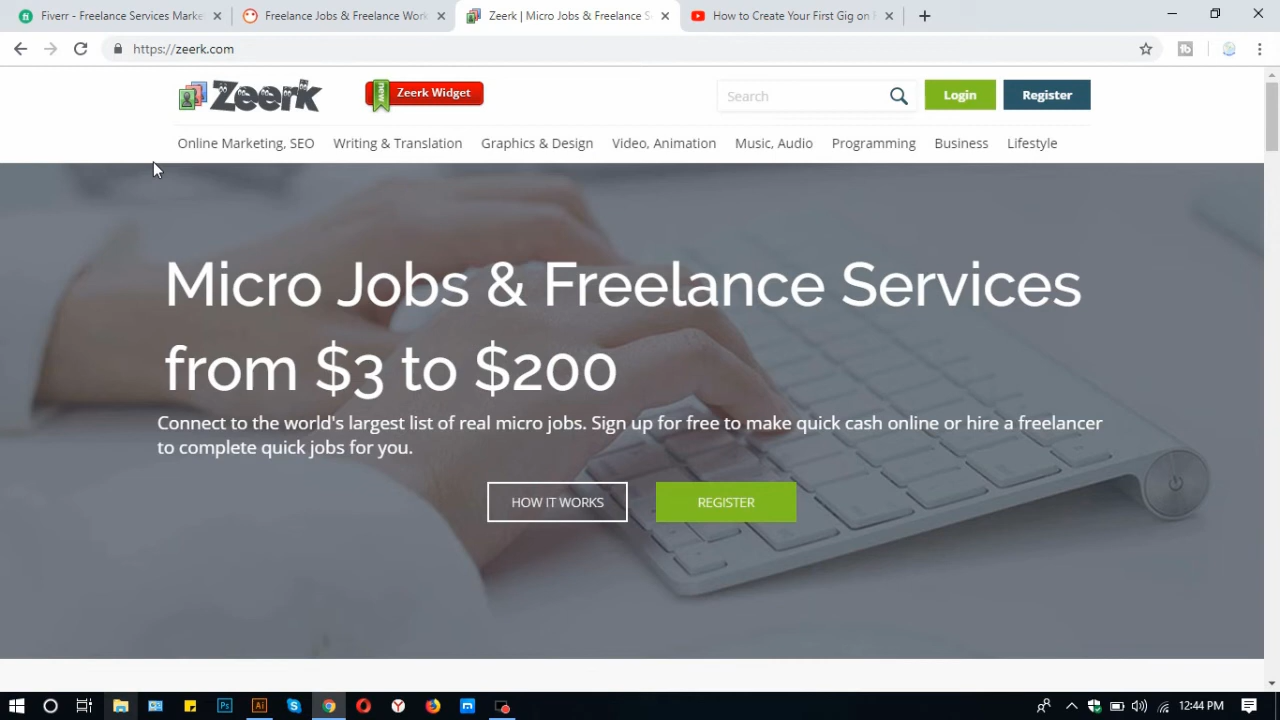 Fiverr - Freelance Services Mark
Freelance Jobs & Freelance Work
Zeerk | Micro Jobs & Freelance S
How to Create Your First Gig on
https://zeerk.com
Zeerk
new
Zeerk Widget
Search
Login
Register
Online Marketing, SEO
Writing & Translation
Graphics & Design
Video, Animation
Music, Audio
Programming
Business
Lifestyle
Micro Jobs & Freelance Services
from $3 to $200
Connect to the world's largest list of real micro jobs. Sign up for free to make quick cash online or hire a freelancer
to complete quick jobs for you.
HOW IT WORKS
REGISTER
12:44 PM